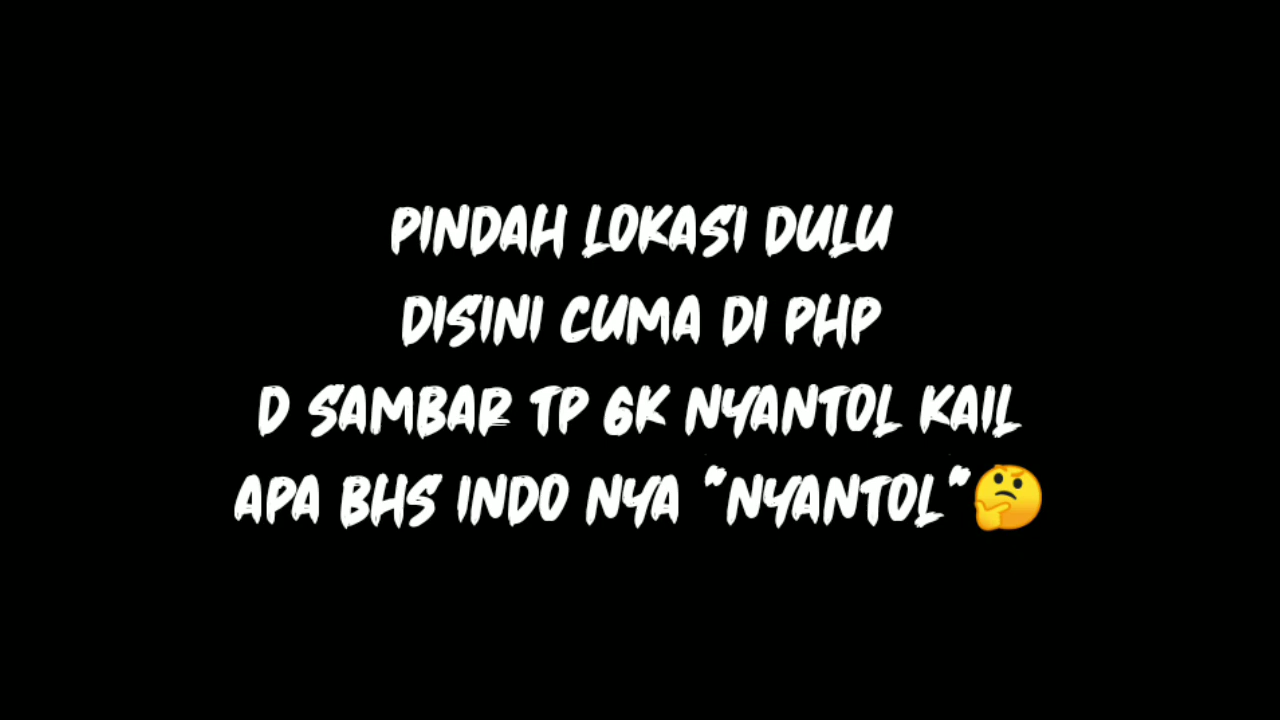 PINDAH LOKASI DULU
DISINI CUMA DI PHP
D SAMBAR TP GK NYANTOL KAIL
APA BHS INDO NYA "NYANTOL"🤔